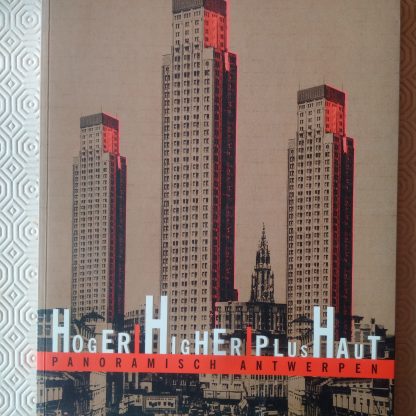 HOGER HIGHER PLUS HAUT
PANORAMISCH ANTWERPEN